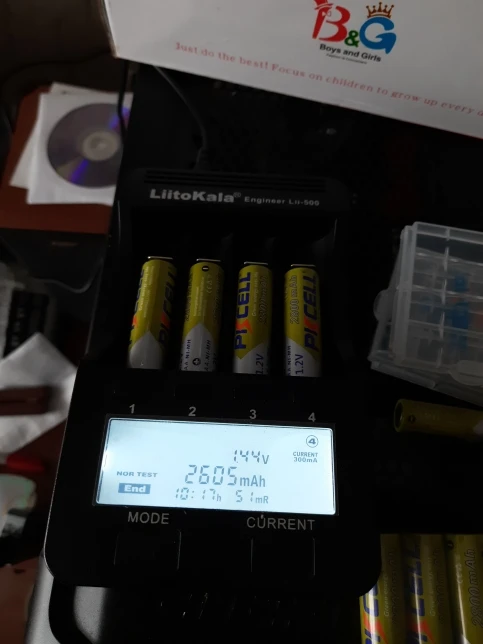 B&G
Boys and Girls
Just do the best! Focus on children to grow up every
LiitoKala® Engineer Lii-500
PKCELL
1.2V
PKCELL
2200mAh
1.2V
1 2 3 4
4
1.44V
CURRENT
300mA
NOR TEST
2605mAh
End
10:17h 51mR
MODE CURRENT